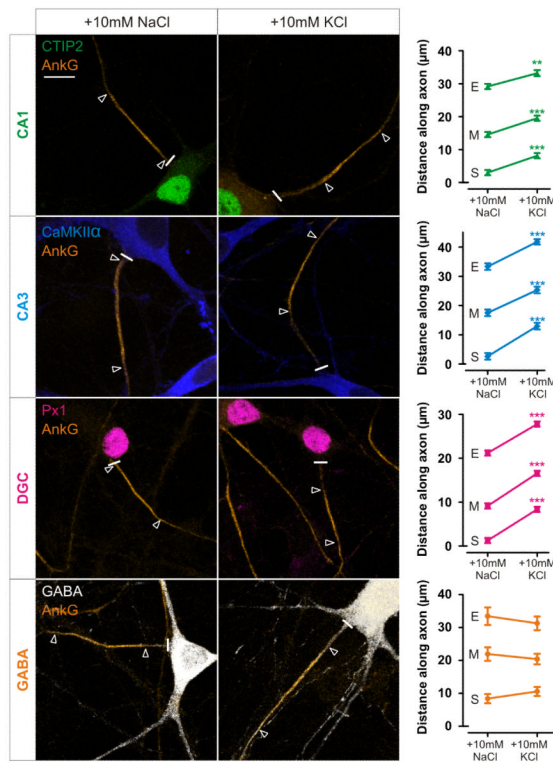 +10mM NaCl
+10mM KCl
CA1
CTIP2
AnkG
Distance along axon (µm)
40
30
20
10
0
E
M
S
**
***
***
+10mM
NaCl
+10mM
KCl
CA3
CaMKIIα
AnkG
Distance along axon (µm)
40
30
20
10
0
E
M
S
***
***
***
+10mM
NaCl
+10mM
KCl
DGC
Px1
AnkG
Distance along axon (µm)
30
20
10
0
E
M
S
***
***
***
+10mM
NaCl
+10mM
KCl
GABA
GABA
AnkG
Distance along axon (µm)
40
30
20
10
0
E
M
S
+10mM
NaCl
+10mM
KCl